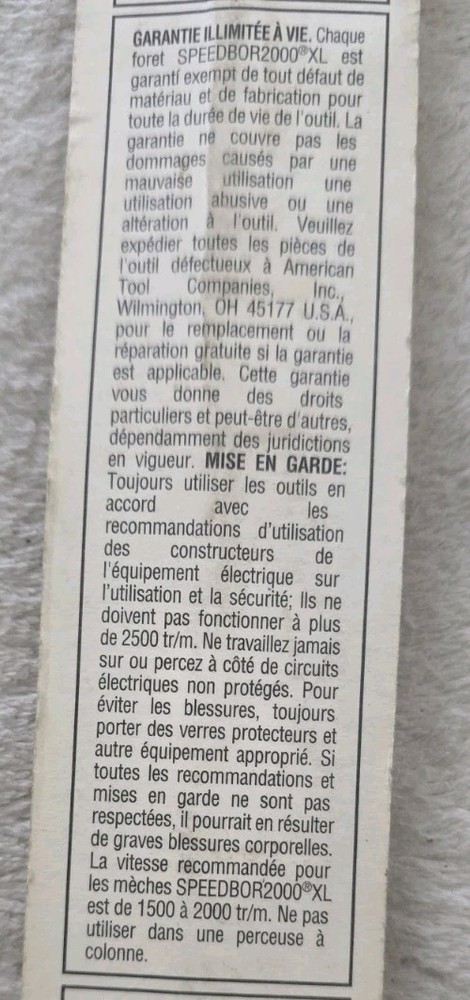 GARANTIE ILLIMITÉE À VIE. Chaque
foret SPEEDBOR2000®XL est
garanti exempt de tout défaut de
matériau et de fabrication pour
toute la durée de vie de l'outil. La
garantie ne couvre pas les
dommages causés par une
mauvaise utilisation une
utilisation abusive ou une
altération à l'outil. Veuillez
expédier toutes les pièces de
l'outil défectueux à American
Tool Companies, Inc.,
Wilmington, OH 45177 U.S.A.,
pour le remplacement ou la
réparation gratuite si la garantie
est applicable. Cette garantie
vous donne des droits
particuliers et peut-être d'autres,
dépendamment des juridictions
en vigueur. MISE EN GARDE:
Toujours utiliser les outils en
accord avec les
recommandations d'utilisation
des constructeurs de
l'équipement électrique sur
l'utilisation et la sécurité; Ils ne
doivent pas fonctionner à plus
de 2500 tr/m. Ne travaillez jamais
sur ou percez à côté de circuits
électriques non protégés. Pour
éviter les blessures, toujours
porter des verres protecteurs et
autre équipement approprié. Si
toutes les recommandations et
mises en garde ne sont pas
respectées, il pourrait en résulter
de graves blessures corporelles.
La vitesse recommandée pour
les mèches SPEEDBOR2000®XL
est de 1500 à 2000 tr/m. Ne pas
utiliser dans une perceuse à
colonne.